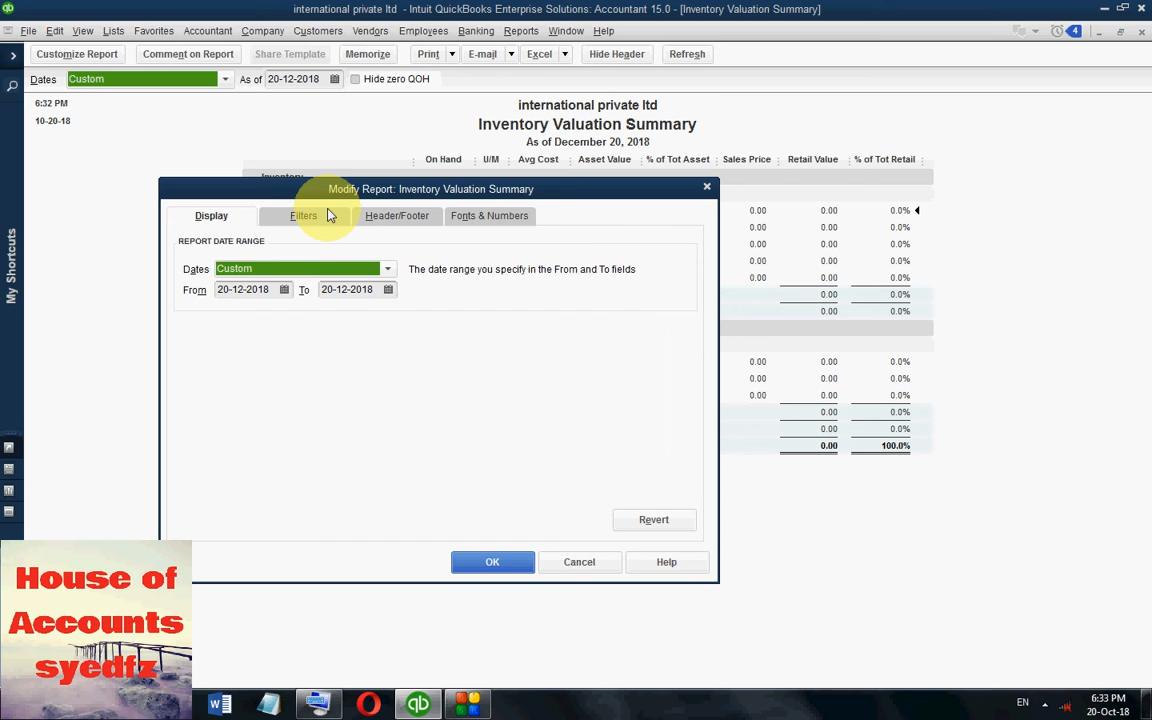 international private ltd - Intuit QuickBooks Enterprise Solutions: Accountant 15.0 - [Inventory Valuation Summary]
File Edit View Lists Favorites Accountant Company Customers Vendors Employees Banking Reports Window Help
4
Customize Report Comment on Report Share Template Memorize Print E-mail Excel Hide Header Refresh
Dates Custom As of 20-12-2018 Hide zero QOH
6:32 PM
10-20-18
international private ltd
Inventory Valuation Summary
As of December 20, 2018
On Hand U/M Avg Cost Asset Value % of Tot Asset Sales Price Retail Value % of Tot Retail
Inventory
Modify Report: Inventory Valuation Summary
Display Filters Header/Footer Fonts & Numbers
REPORT DATE RANGE
Dates Custom The date range you specify in the From and To fields
From 20-12-2018 To 20-12-2018
Revert
OK Cancel Help
0.00 0.00 0.0%
0.00 0.00 0.0%
0.00 0.00 0.0%
0.00 0.00 0.0%
0.00 0.00 0.0%
0.00 0.0%
0.00 0.0%
0.00 0.00 0.0%
0.00 0.00 0.0%
0.00 0.00 0.0%
0.00 0.0%
0.00 0.0%
0.00 100.0%
My Shortcuts
House of
Accounts
syedfz
EN
6:33 PM
20-Oct-18